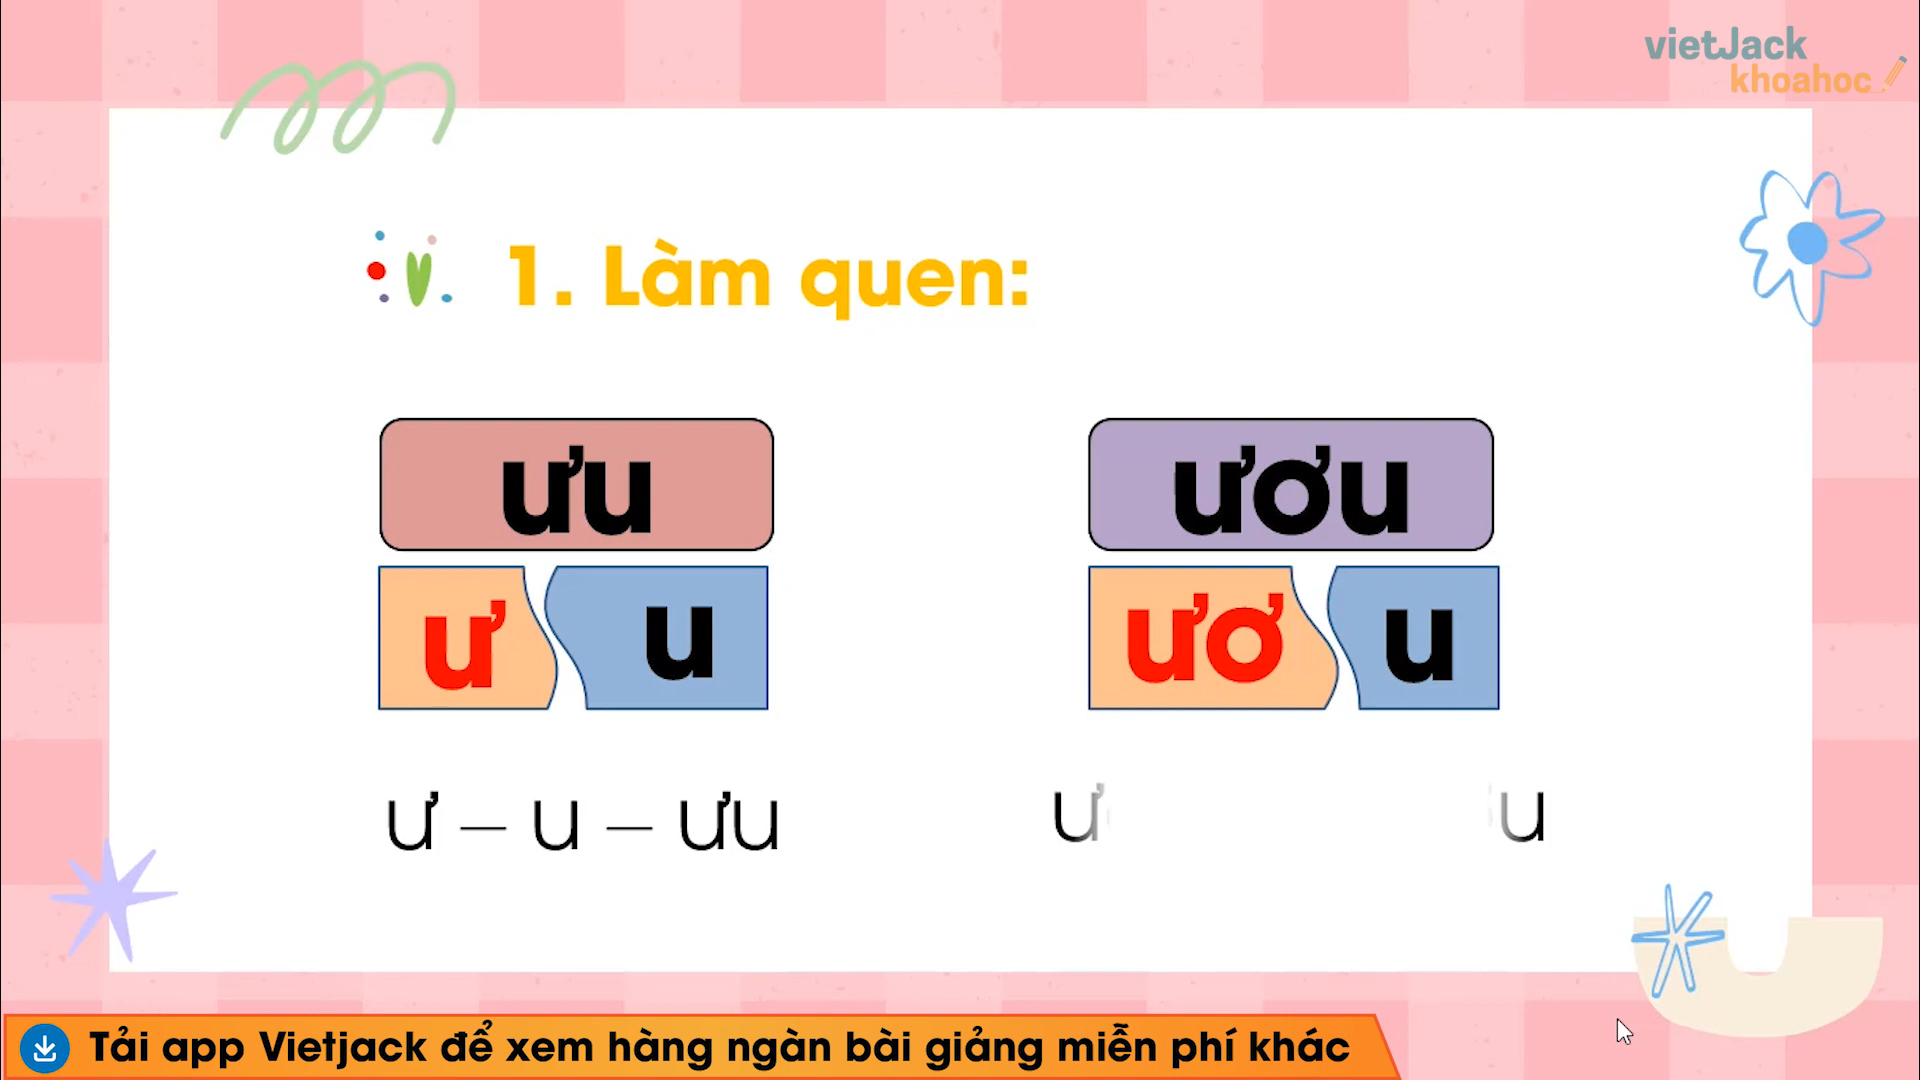 vietJack
khoahoc
1. Làm quen:
ưu
ươu
ư u
ươ u
ư – u – ưu
ư u
Tải app Vietjack để xem hàng ngàn bài giảng miễn phí khác